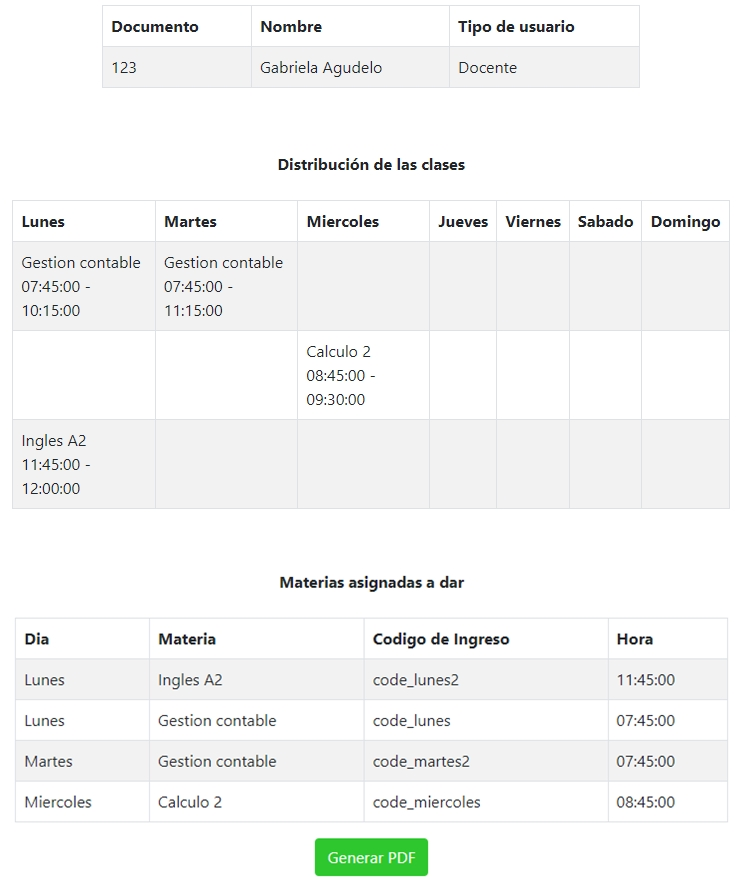 Documento Nombre Tipo de usuario
123 Gabriela Agudelo Docente
Distribución de las clases
Lunes Martes Miercoles Jueves Viernes Sabado Domingo
Gestion contable Gestion contable
07:45:00 - 07:45:00 -
10:15:00 11:15:00
Calculo 2
08:45:00 -
09:30:00
Ingles A2
11:45:00 -
12:00:00
Materias asignadas a dar
Dia Materia Codigo de Ingreso Hora
Lunes Ingles A2 code_lunes2 11:45:00
Lunes Gestion contable code_lunes 07:45:00
Martes Gestion contable code_martes2 07:45:00
Miercoles Calculo 2 code_miercoles 08:45:00
Generar PDF